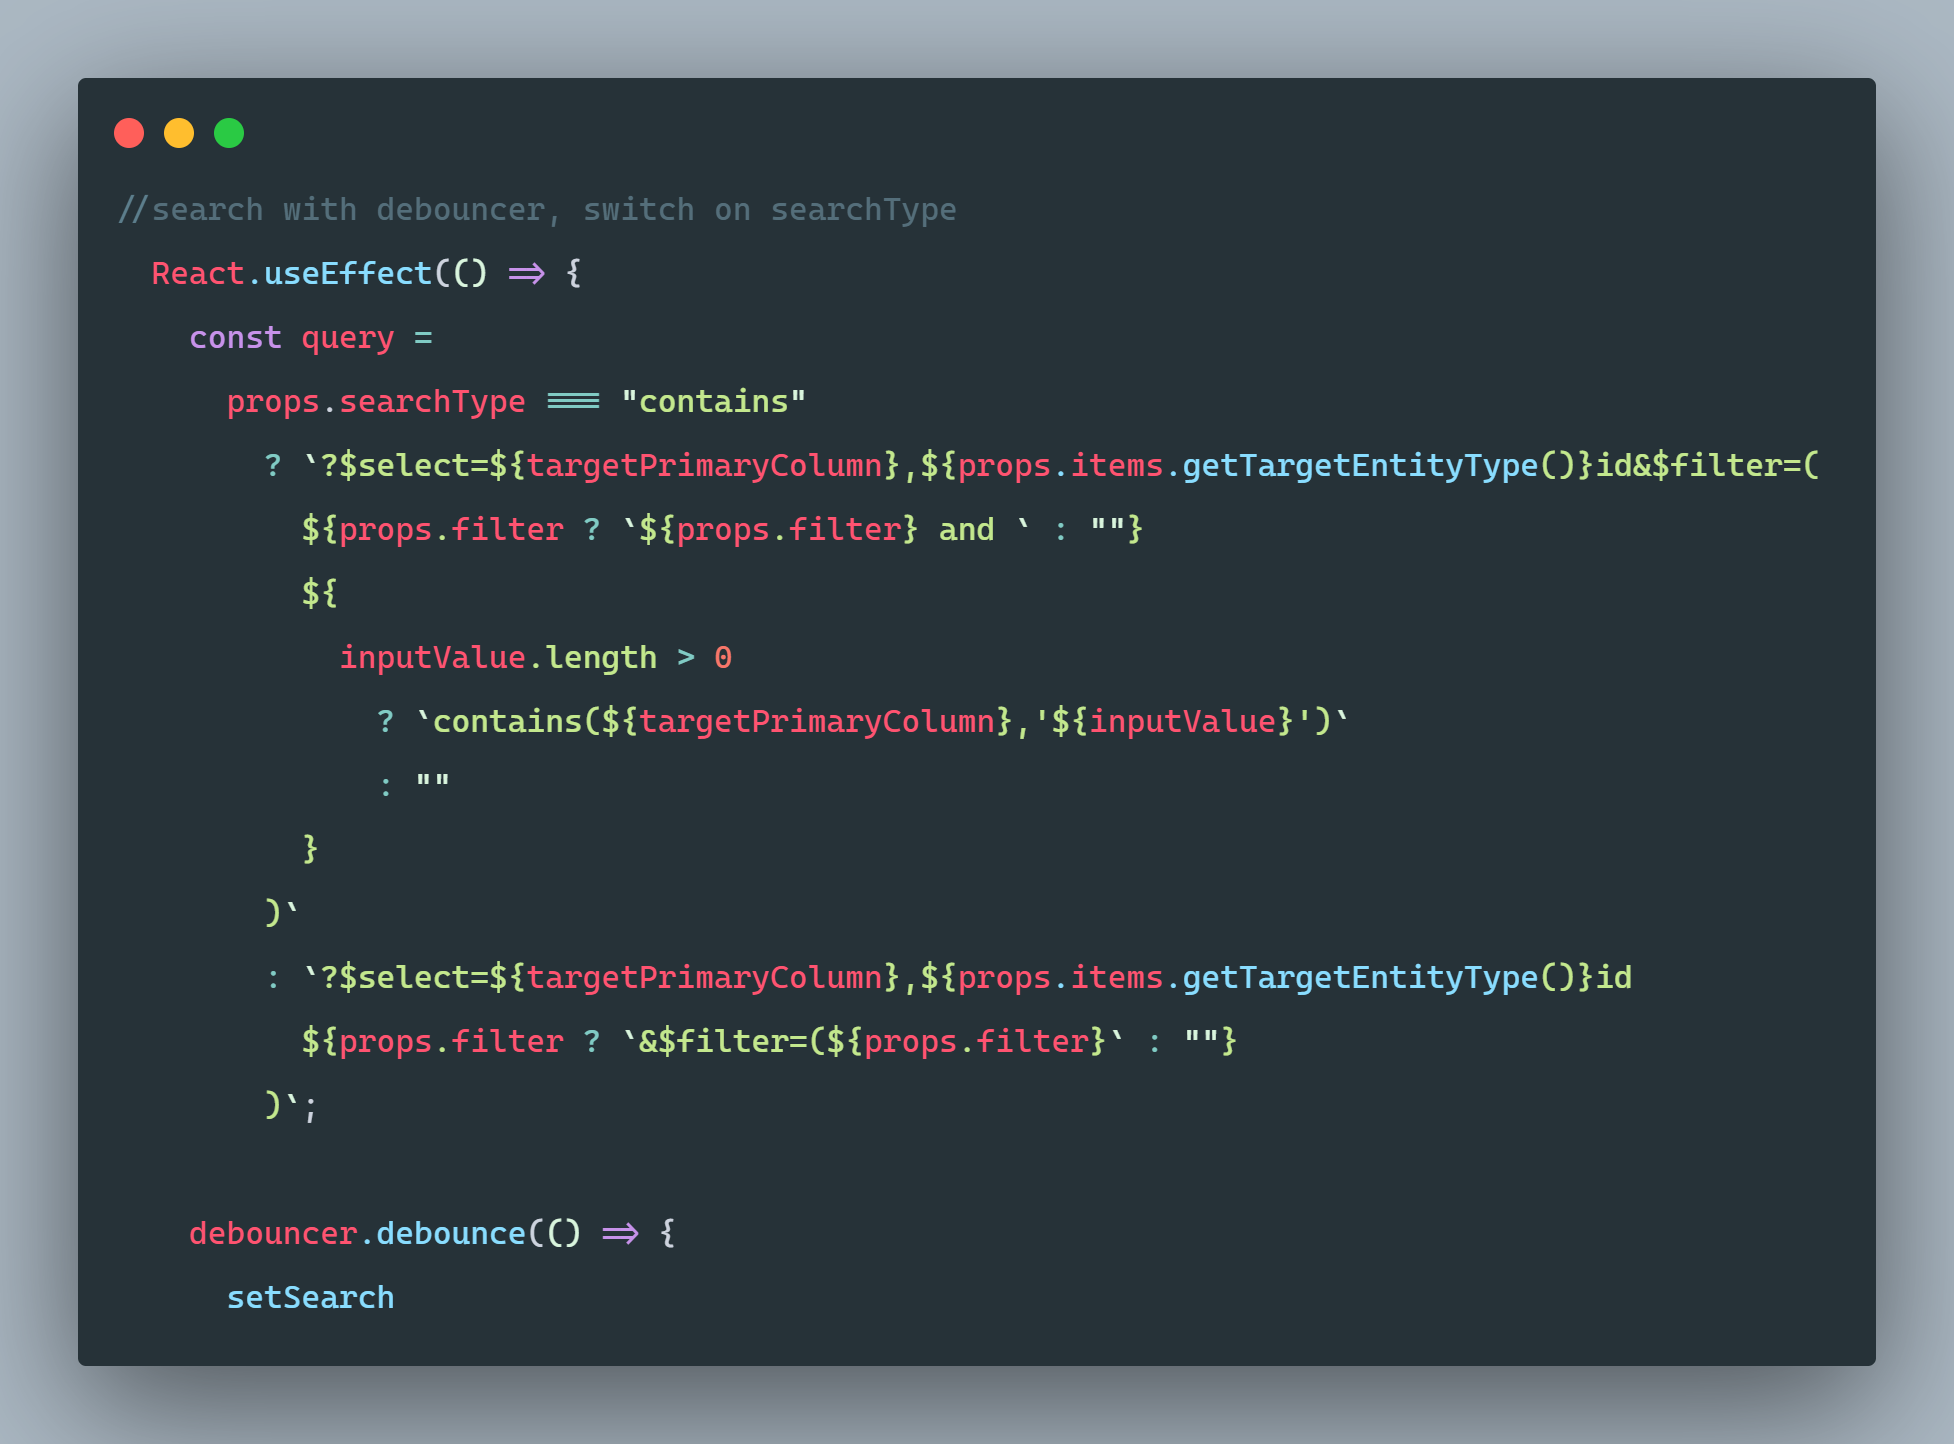 //search with debouncer, switch on searchType
  React.useEffect(() => {
    const query =
      props.searchType === "contains"
        ? `?$select=${targetPrimaryColumn},${props.items.getTargetEntityType()}id&$filter=(
          ${props.filter ? `${props.filter} and ` : ""}
          ${
            inputValue.length > 0
              ? `contains(${targetPrimaryColumn},'${inputValue}')`
              : ""
          }
        )`
        : `?$select=${targetPrimaryColumn},${props.items.getTargetEntityType()}id
          ${props.filter ? `&$filter=(${props.filter}` : ""}
        )`;

    debouncer.debounce(() => {
      setSearch